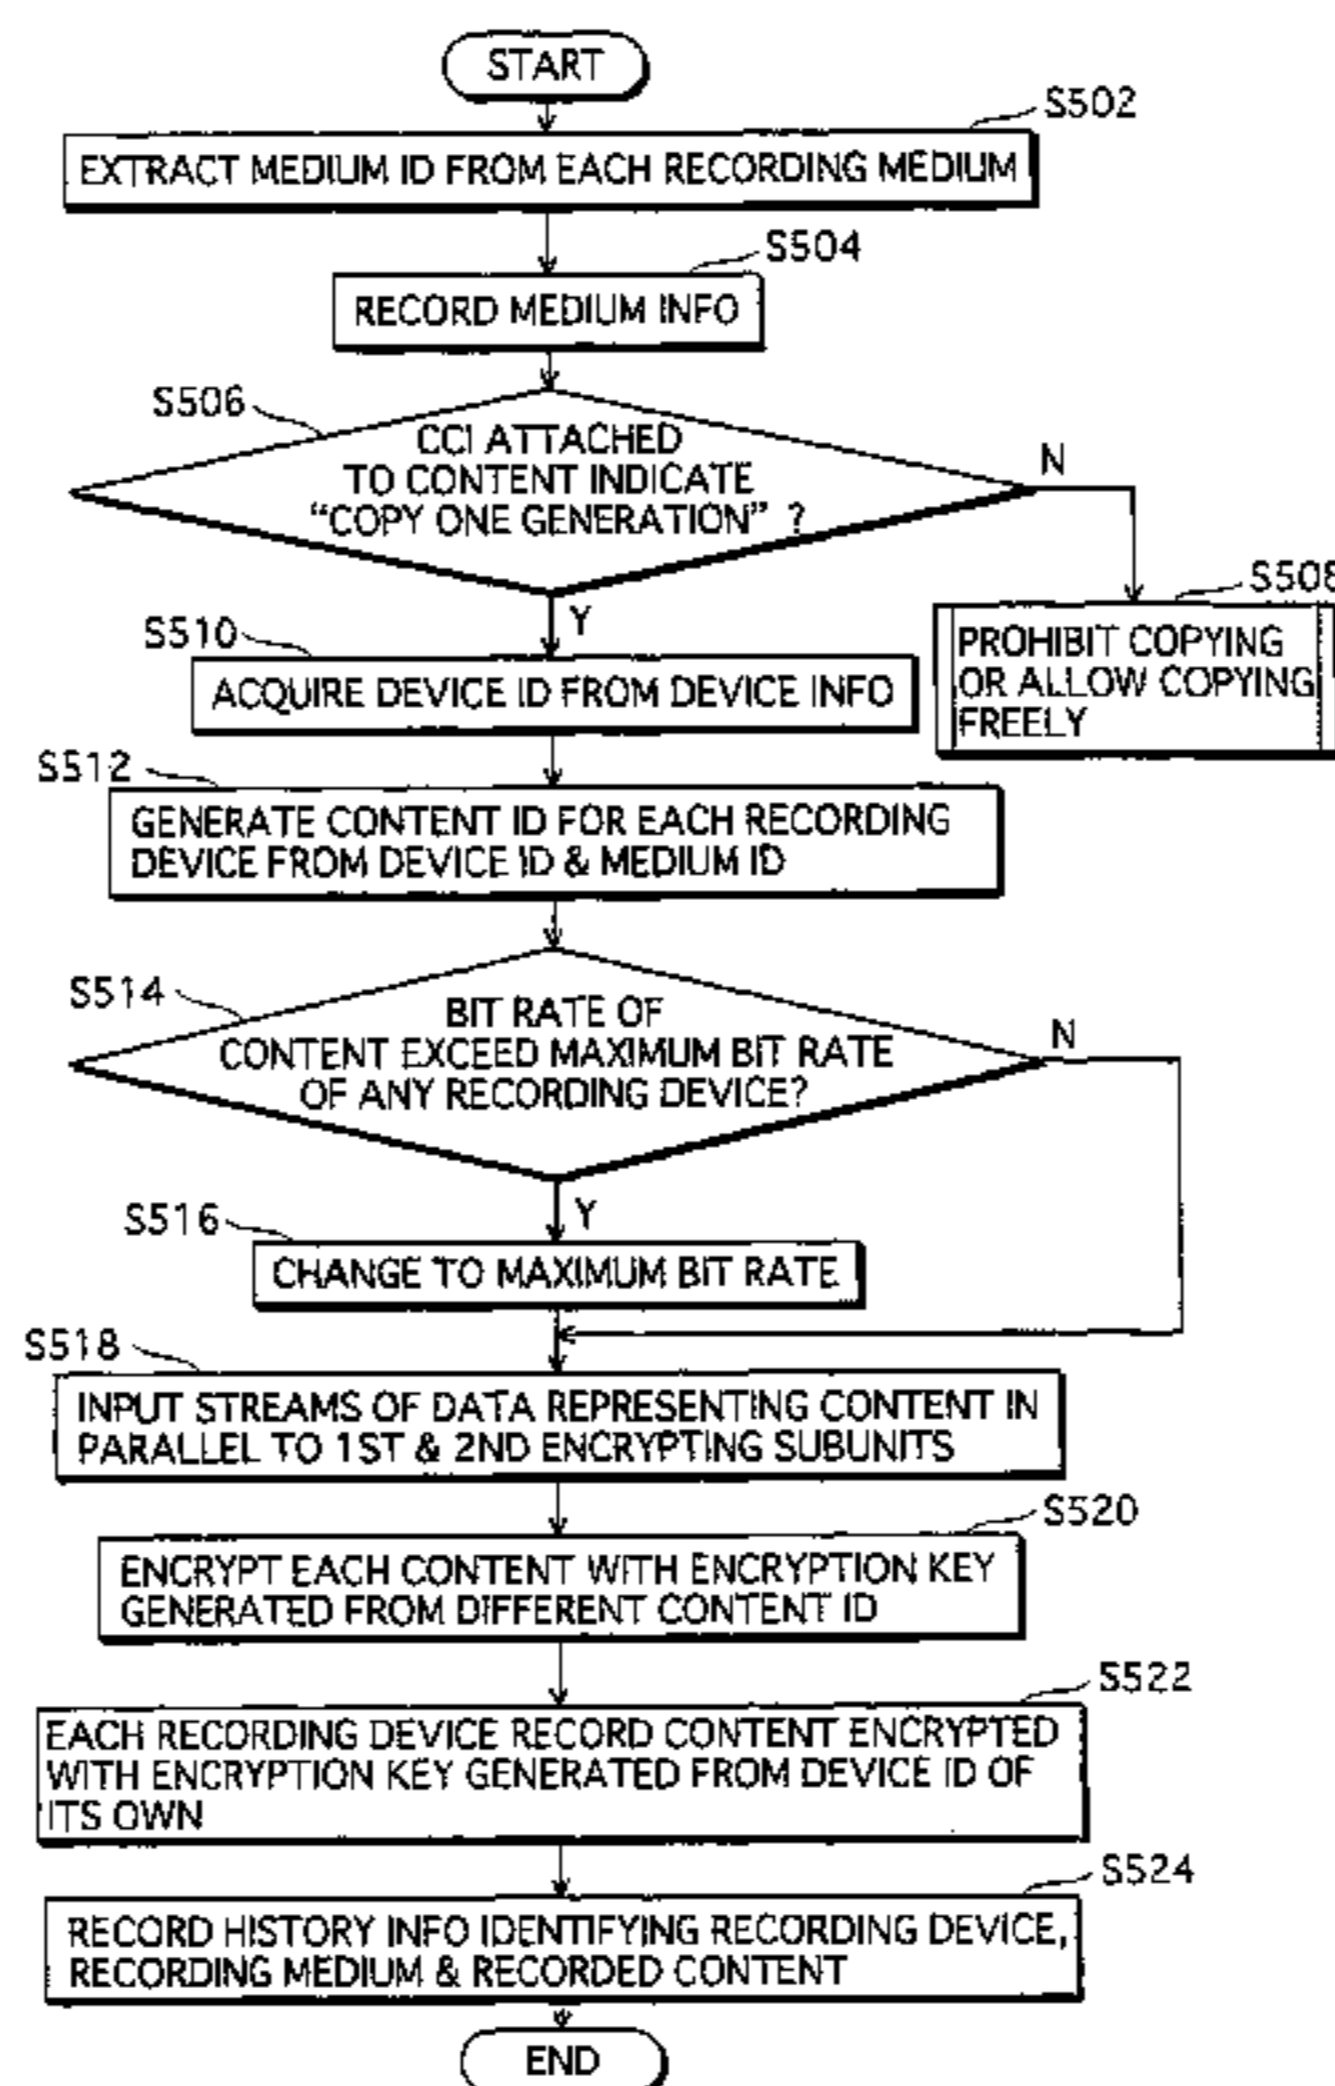 START
S502
EXTRACT MEDIUM ID FROM EACH RECORDING MEDIUM
S504
RECORD MEDIUM INFO
S506
CCI ATTACHED
TO CONTENT INDICATE
“COPY ONE GENERATION” ?
N
Y
S508
PROHIBIT COPYING
OR ALLOW COPYING
FREELY
S510
ACQUIRE DEVICE ID FROM DEVICE INFO
S512
GENERATE CONTENT ID FOR EACH RECORDING
DEVICE FROM DEVICE ID & MEDIUM ID
S514
BIT RATE OF
CONTENT EXCEED MAXIMUM BIT RATE
OF ANY RECORDING DEVICE?
N
Y
S516
CHANGE TO MAXIMUM BIT RATE
S518
INPUT STREAMS OF DATA REPRESENTING CONTENT IN
PARALLEL TO 1ST & 2ND ENCRYPTING SUBUNITS
S520
ENCRYPT EACH CONTENT WITH ENCRYPTION KEY
GENERATED FROM DIFFERENT CONTENT ID
S522
EACH RECORDING DEVICE RECORD CONTENT ENCRYPTED
WITH ENCRYPTION KEY GENERATED FROM DEVICE ID OF
ITS OWN
S524
RECORD HISTORY INFO IDENTIFYING RECORDING DEVICE,
RECORDING MEDIUM & RECORDED CONTENT
END